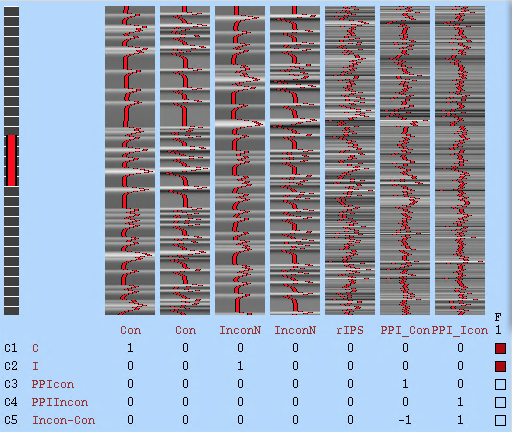 F
Con Con InconN InconN rIPS PPI_Con PPI_Icon 1
C1 C 1 0 0 0 0 0 0
C2 I 0 0 1 0 0 0 0
C3 PPIcon 0 0 0 0 0 1 0
C4 PPIIncon 0 0 0 0 0 0 1
C5 Incon-Con 0 0 0 0 0 -1 1